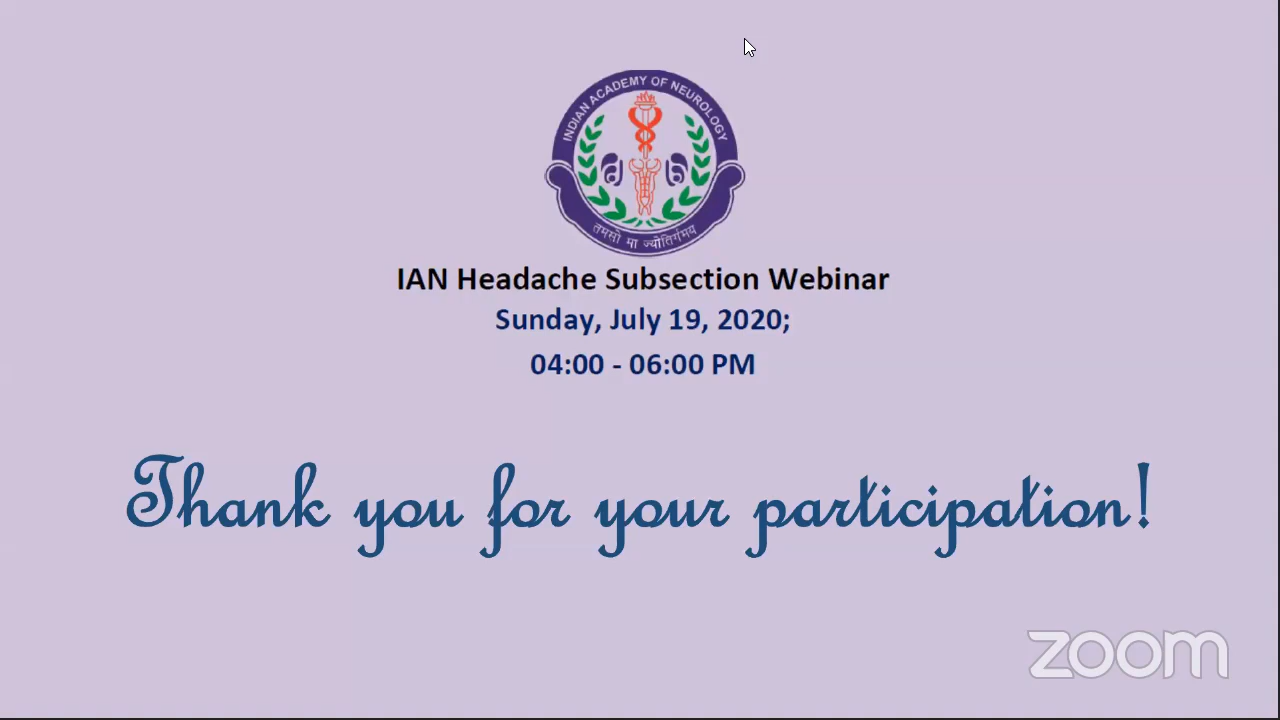 INDIAN ACADEMY OF NEUROLOGY
तमसो मा ज्योतिर्गमय
IAN Headache Subsection Webinar
Sunday, July 19, 2020;
04:00 - 06:00 PM
Thank you for your participation!
zoom